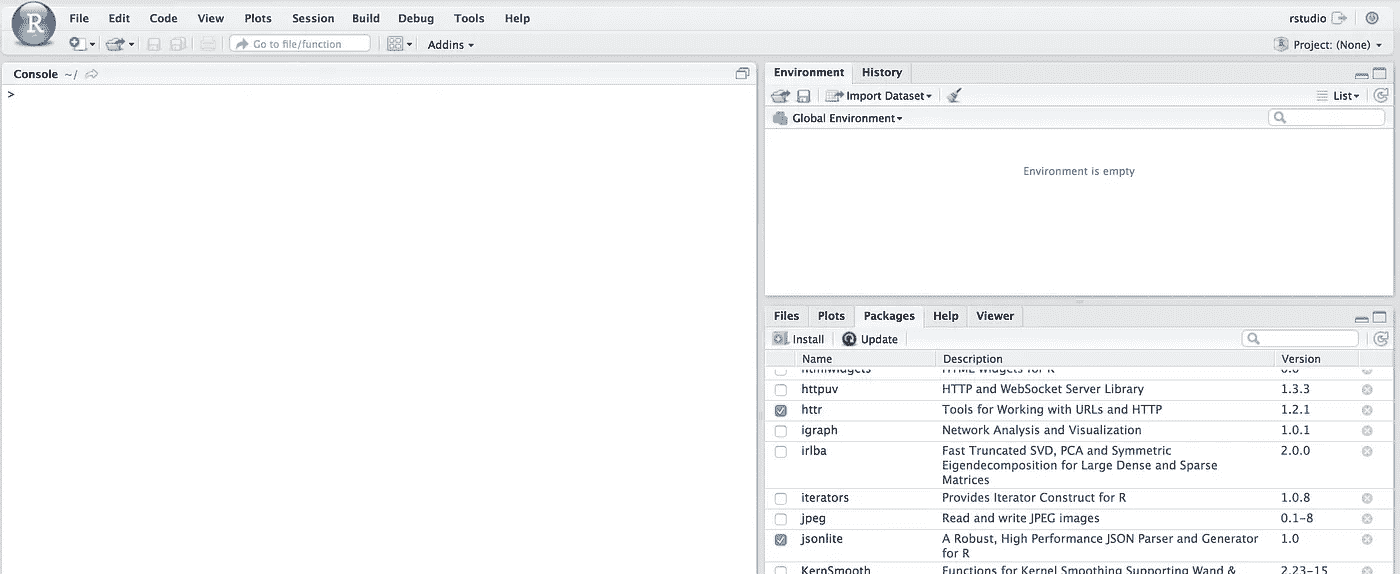 R File Edit Code View Plots Session Build Debug Tools Help rstudio
Go to file/function Addins Project: (None)
Console ~/
>
Environment History
Import Dataset List
Global Environment
Environment is empty
Files Plots Packages Help Viewer
Install Update
Name Description Version
htmlwidgets HTML Widgets for R
httpuv HTTP and WebSocket Server Library 1.3.3
httr Tools for Working with URLs and HTTP 1.2.1
igraph Network Analysis and Visualization 1.0.1
irlba Fast Truncated SVD, PCA and Symmetric 2.0.0
Eigendecomposition for Large Dense and Sparse
Matrices
iterators Provides Iterator Construct for R 1.0.8
jpeg Read and write JPEG images 0.1-8
jsonlite A Robust, High Performance JSON Parser and Generator 1.0
for R
KernSmooth Functions for Kernel Smoothing Supporting Wand & 2.23-15